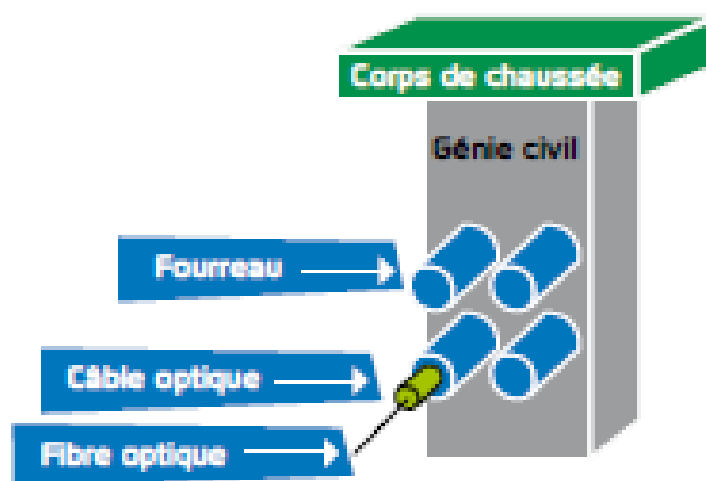 Corps de chaussée
Génie civil
Fourreau
Câble optique
Fibre optique